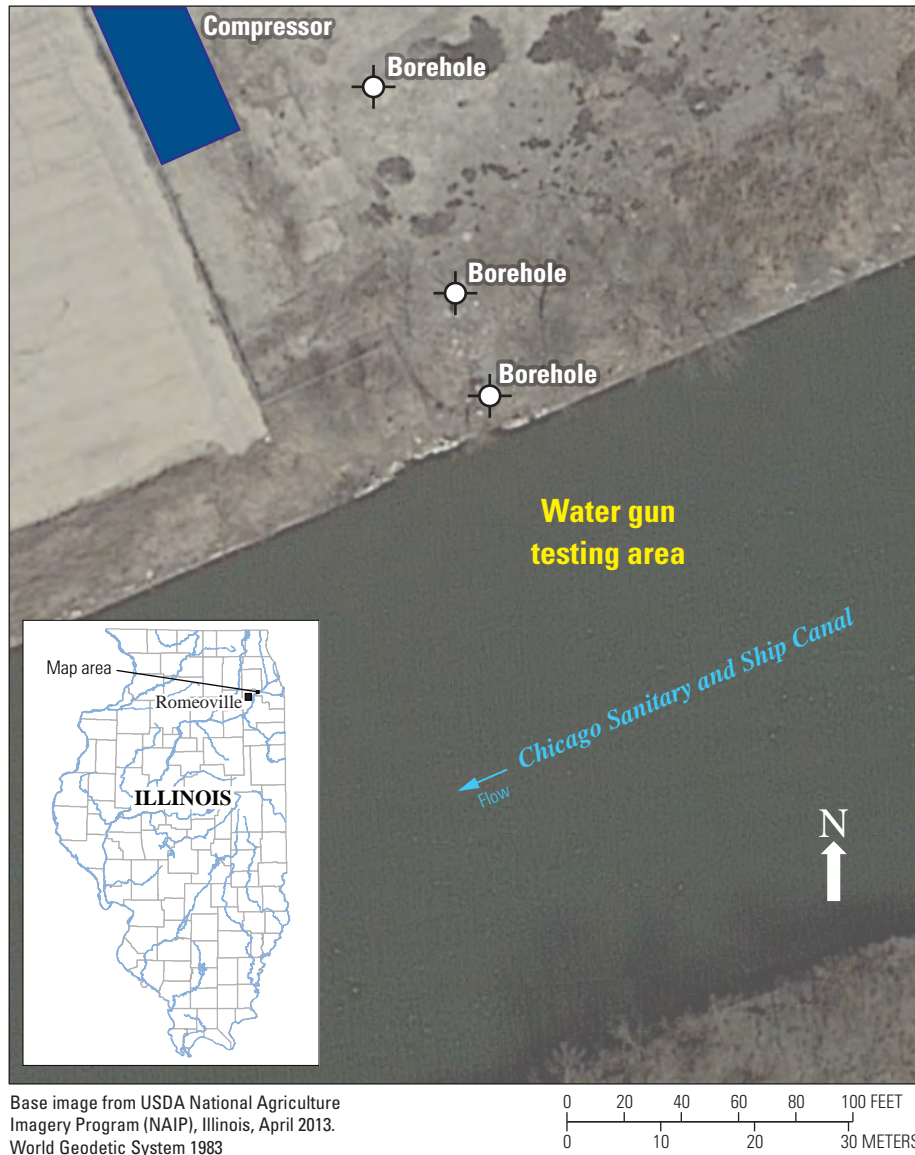 Compressor
Borehole
Borehole
Borehole
Water gun
testing area
Chicago Sanitary and Ship Canal
Flow
Map area
Romeoville
ILLINOIS
N
Base image from USDA National Agriculture
Imagery Program (NAIP), Illinois, April 2013.
World Geodetic System 1983
0 20 40 60 80 100 FEET
0 10 20 30 METERS